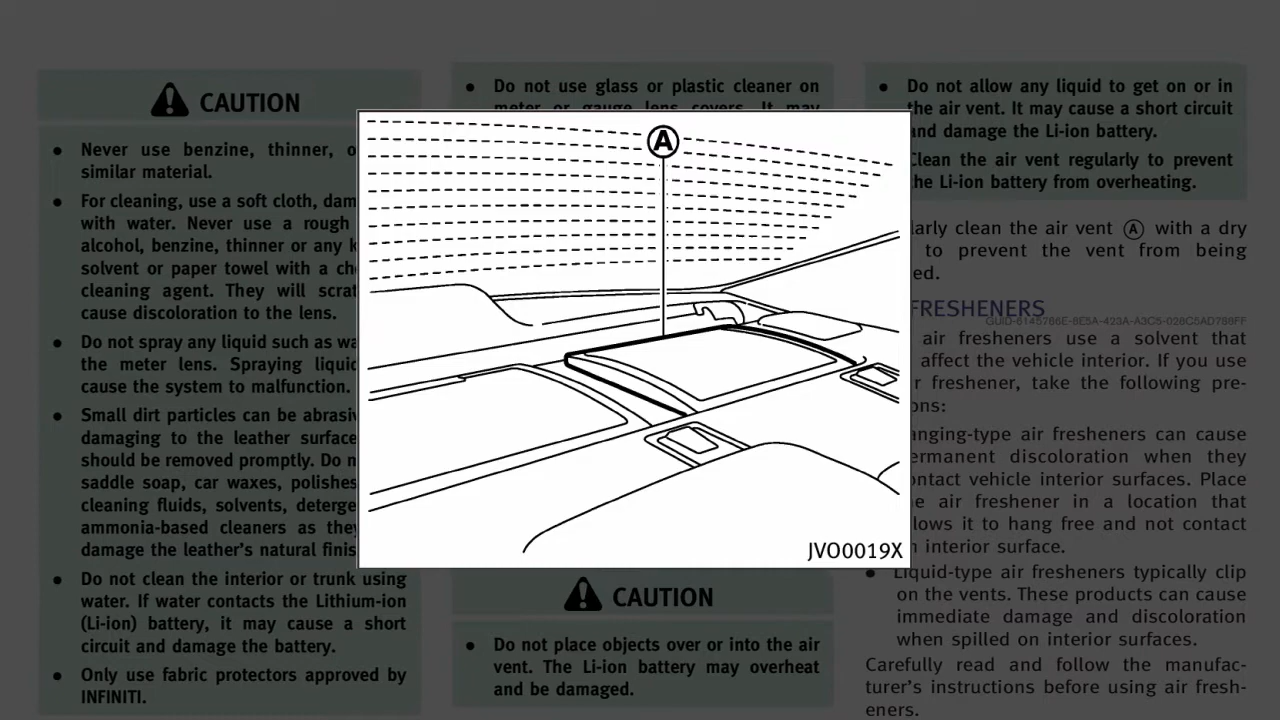 CAUTION
● Never use benzine, thinner, o
similar material.
● For cleaning, use a soft cloth, dam
with water. Never use a rough
alcohol, benzine, thinner or any k
solvent or paper towel with a ch
cleaning agent. They will scrat
cause discoloration to the lens.
● Do not spray any liquid such as wa
the meter lens. Spraying liquid
cause the system to malfunction.
● Small dirt particles can be abrasiv
damaging to the leather surface
should be removed promptly. Do n
saddle soap, car waxes, polishes
cleaning fluids, solvents, deterge
ammonia-based cleaners as they
damage the leather's natural finis
● Do not clean the interior or trunk using
water. If water contacts the Lithium-ion
(Li-ion) battery, it may cause a short
circuit and damage the battery.
● Only use fabric protectors approved by
INFINITI.
● Do not use glass or plastic cleaner on
meter or gauge lens covers. It may
A
JVO0019X
CAUTION
● Do not place objects over or into the air
vent. The Li-ion battery may overheat
and be damaged.
● Do not allow any liquid to get on or in
the air vent. It may cause a short circuit
and damage the Li-ion battery.
Clean the air vent regularly to prevent
the Li-ion battery from overheating.
larly clean the air vent A with a dry
to prevent the vent from being
ed.
FRESHENERS
GUID-6145786E-8E5A-423A-A3C5-028C5AD788FF
air fresheners use a solvent that
affect the vehicle interior. If you use
r freshener, take the following pre-
ons:
anging-type air fresheners can cause
ermanent discoloration when they
ontact vehicle interior surfaces. Place
e air freshener in a location that
lows it to hang free and not contact
n interior surface.
● Liquid-type air fresheners typically clip
on the vents. These products can cause
immediate damage and discoloration
when spilled on interior surfaces.
Carefully read and follow the manufac-
turer's instructions before using air fresh-
eners.